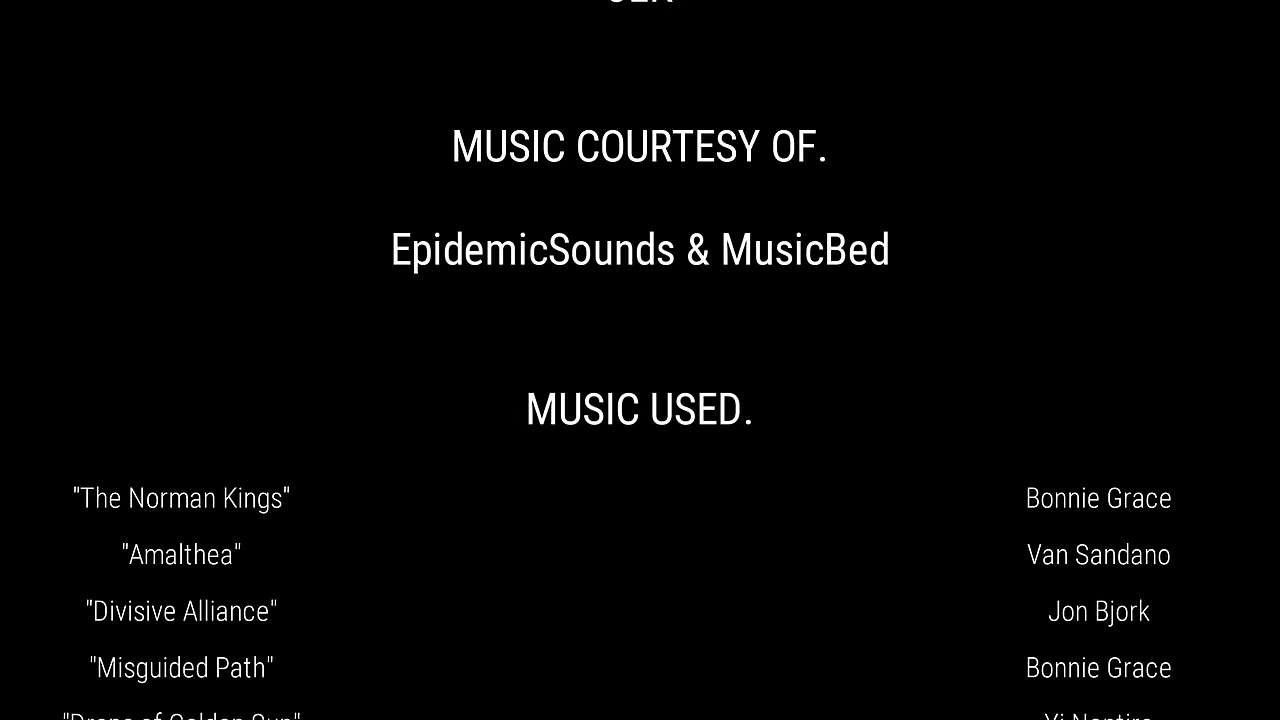 MUSIC COURTESY OF.
EpidemicSounds & MusicBed
MUSIC USED.
"The Norman Kings" Bonnie Grace
"Amalthea" Van Sandano
"Divisive Alliance" Jon Bjork
"Misguided Path" Bonnie Grace